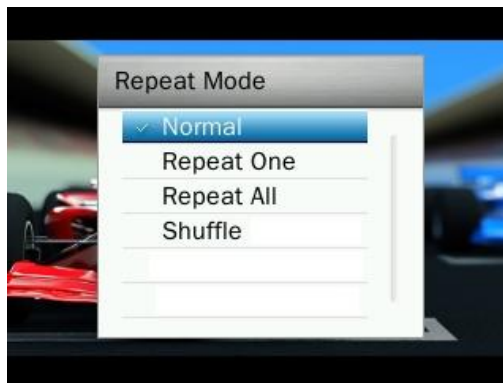 Repeat Mode
Normal
Repeat One
Repeat All
Shuffle